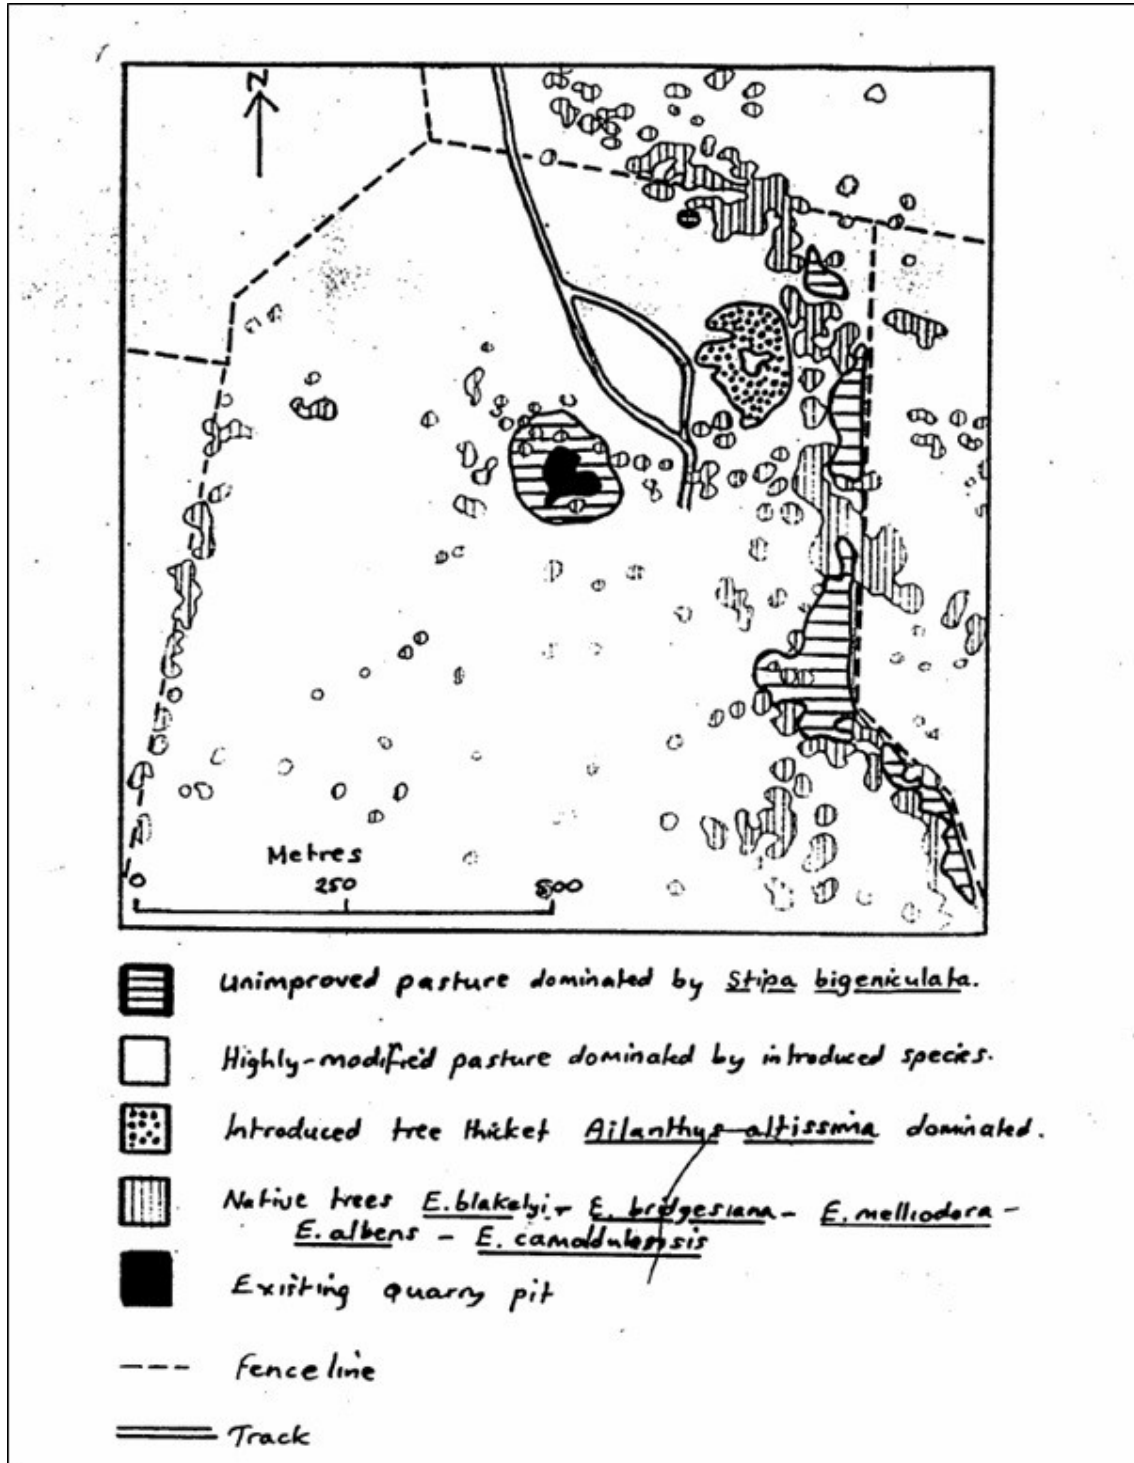 N
Metres
0 250 500
Unimproved pasture dominated by Stipa bigeniculata.
Highly-modified pasture dominated by introduced species.
Introduced tree thicket Ailanthus altissima dominated.
Native trees E. blakelyi - E. bridgesiana - E. melliodora -
E. albens - E. camaldulensis
Existing quarry pit
Fence line
Track